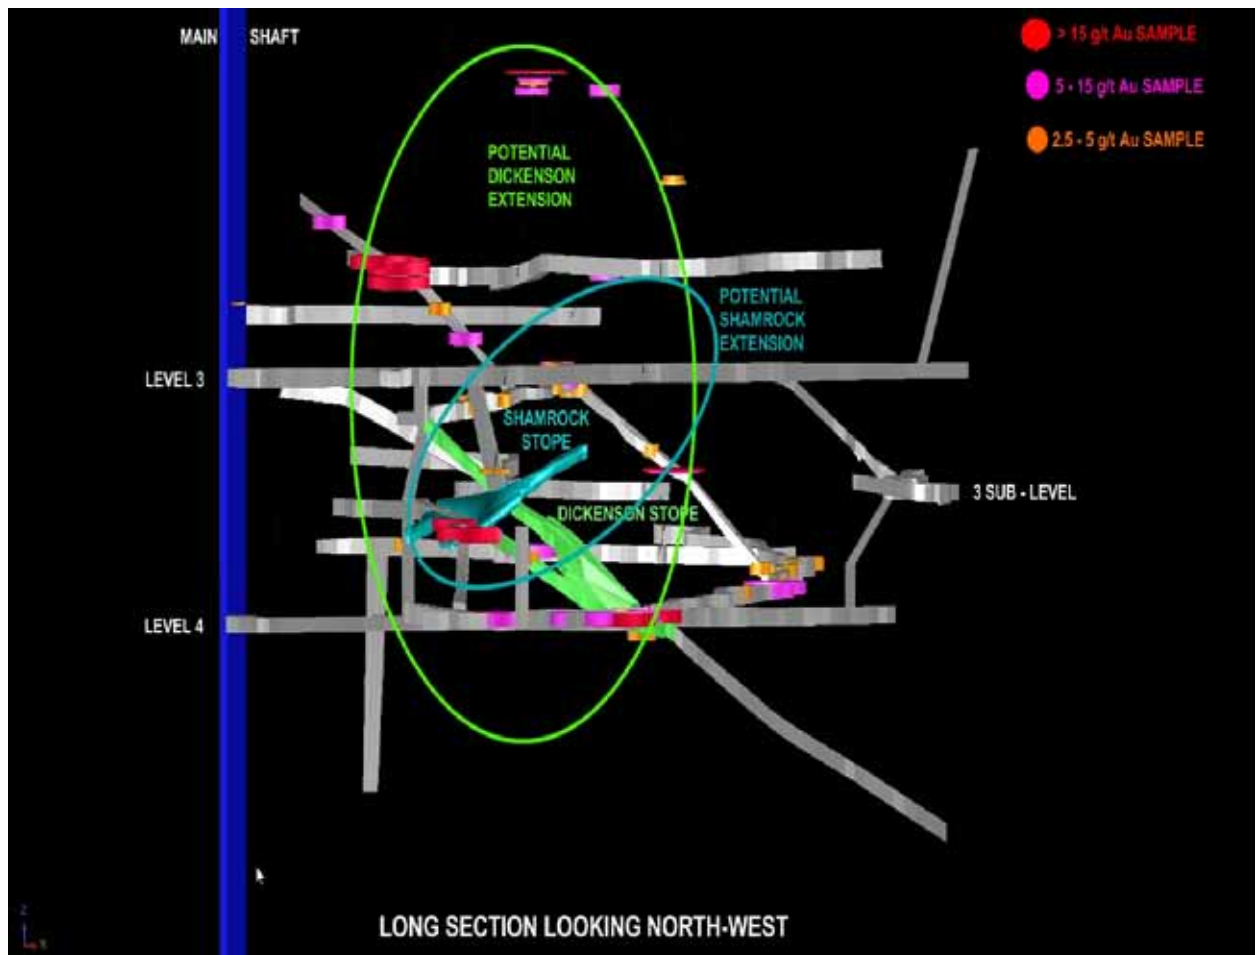 MAIN SHAFT
> 15 g/t Au SAMPLE
5 - 15 g/t Au SAMPLE
2.5 - 5 g/t Au SAMPLE
POTENTIAL
DICKENSON
EXTENSION
POTENTIAL
SHAMROCK
EXTENSION
LEVEL 3
SHAMROCK
STOPE
3 SUB - LEVEL
DICKENSON STOPE
LEVEL 4
Z
X
LONG SECTION LOOKING NORTH-WEST